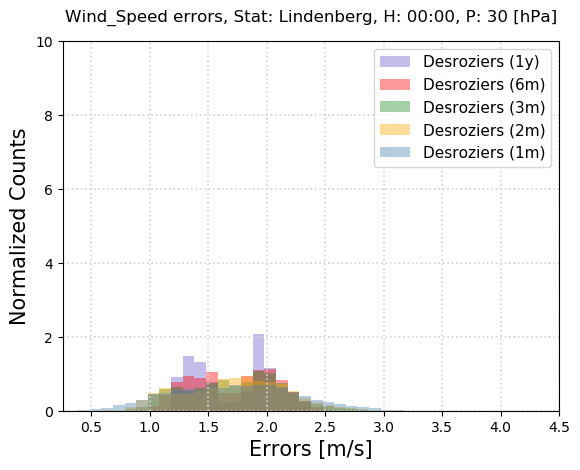 Wind_Speed errors, Stat: Lindenberg, H: 00:00, P: 30 [hPa]
10
8
6
4
2
0
Normalized Counts
Desroziers (1y)
Desroziers (6m)
Desroziers (3m)
Desroziers (2m)
Desroziers (1m)
0.5 1.0 1.5 2.0 2.5 3.0 3.5 4.0 4.5
Errors [m/s]